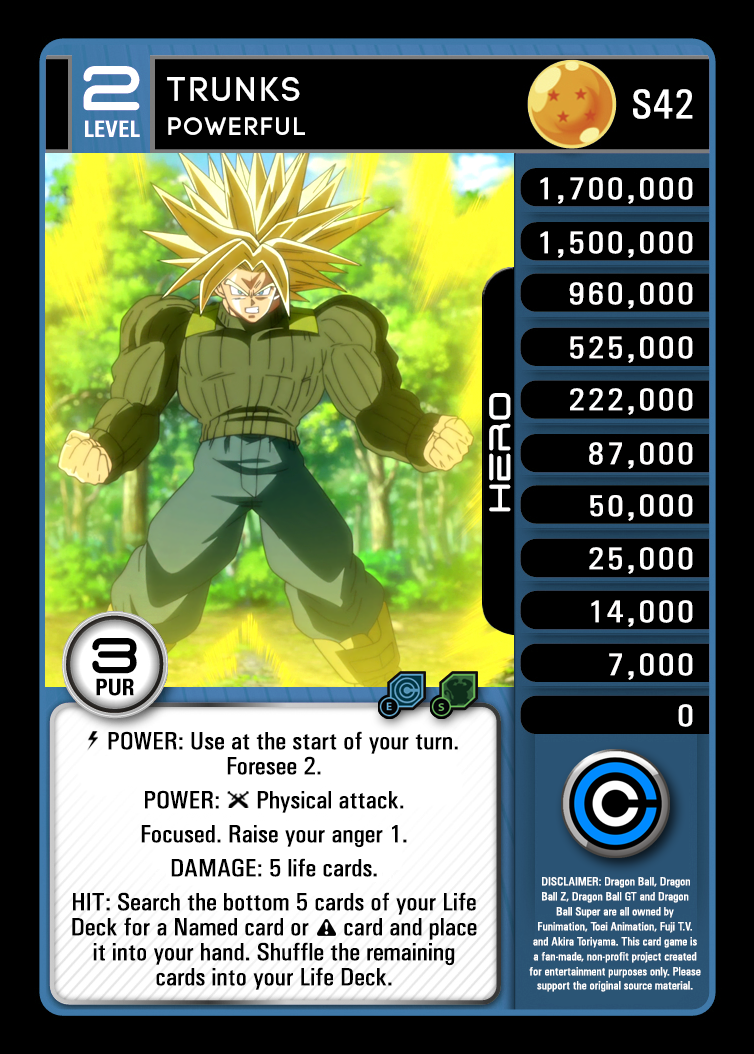 2
LEVEL
TRUNKS
POWERFUL
S42
1,700,000
1,500,000
960,000
525,000
222,000
87,000
50,000
25,000
14,000
7,000
0
HERO
3
PUR
E
S
POWER: Use at the start of your turn.
Foresee 2.
POWER: Physical attack.
Focused. Raise your anger 1.
DAMAGE: 5 life cards.
HIT: Search the bottom 5 cards of your Life
Deck for a Named card or card and place
it into your hand. Shuffle the remaining
cards into your Life Deck.
DISCLAIMER: Dragon Ball, Dragon
Ball Z, Dragon Ball GT and Dragon
Ball Super are all owned by
Funimation, Toei Animation, Fuji T.V.
and Akira Toriyama. This card game is
a fan-made, non-profit project created
for entertainment purposes only. Please
support the original source material.